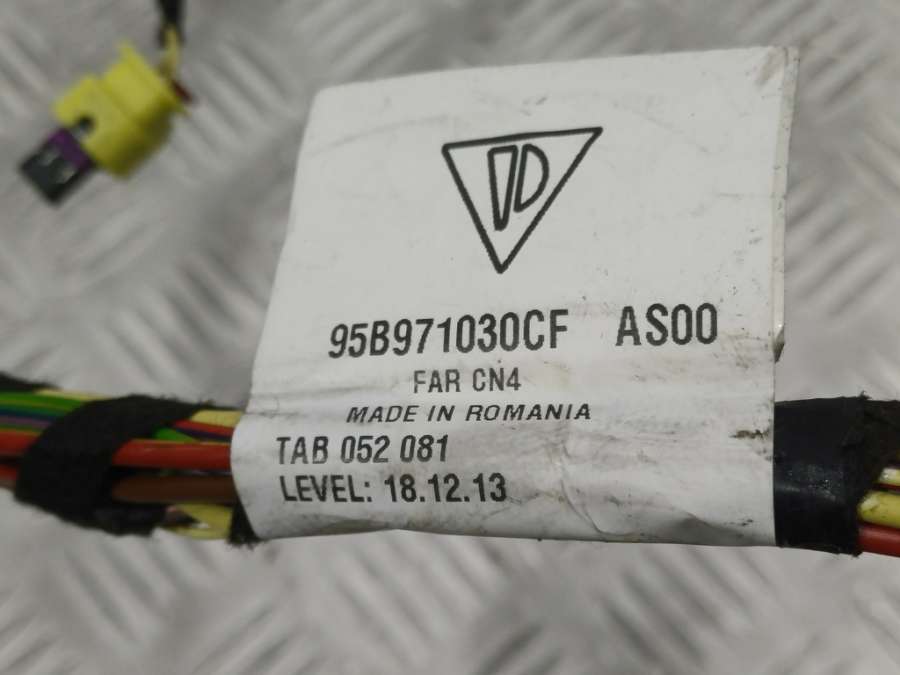 95B971030CF AS00
FAR CN4
MADE IN ROMANIA
TAB 052 081
LEVEL: 18.12.13